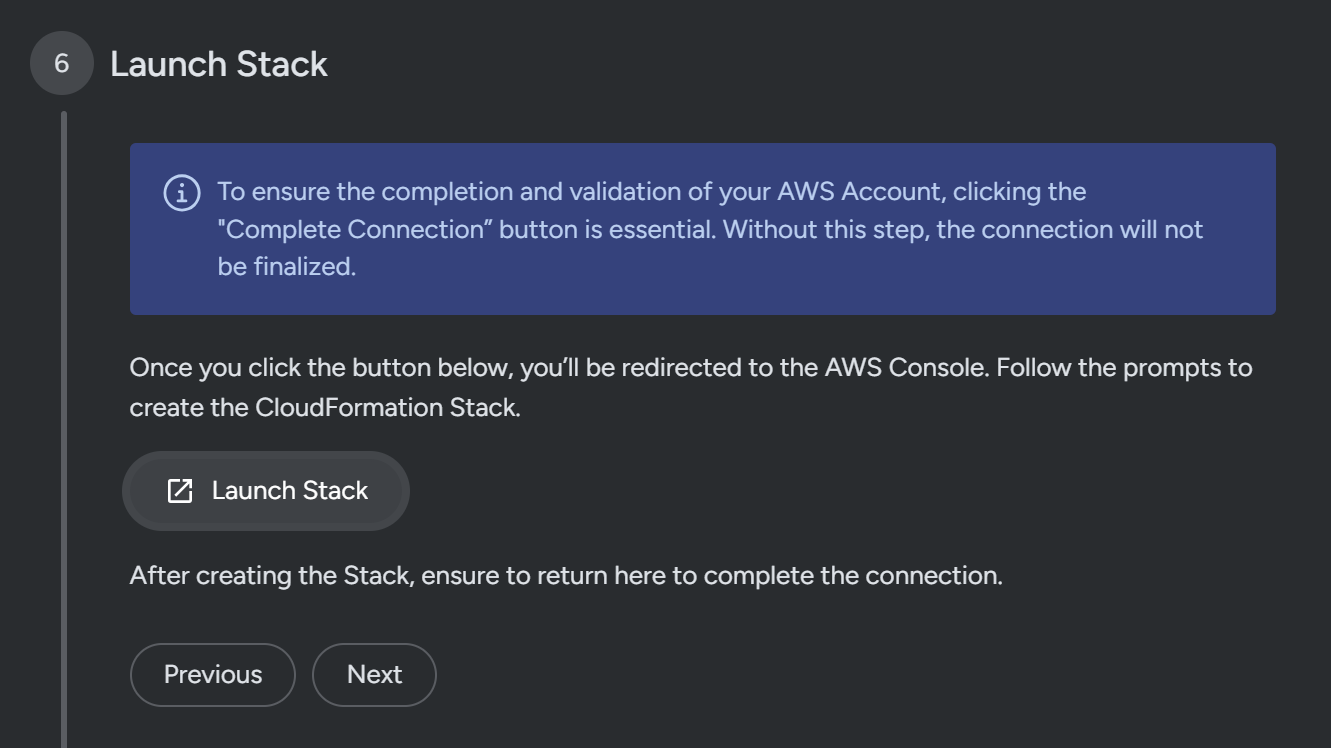 6
Launch Stack
To ensure the completion and validation of your AWS Account, clicking the
"Complete Connection” button is essential. Without this step, the connection will not
be finalized.
Once you click the button below, you’ll be redirected to the AWS Console. Follow the prompts to
create the CloudFormation Stack.
Launch Stack
After creating the Stack, ensure to return here to complete the connection.
Previous
Next